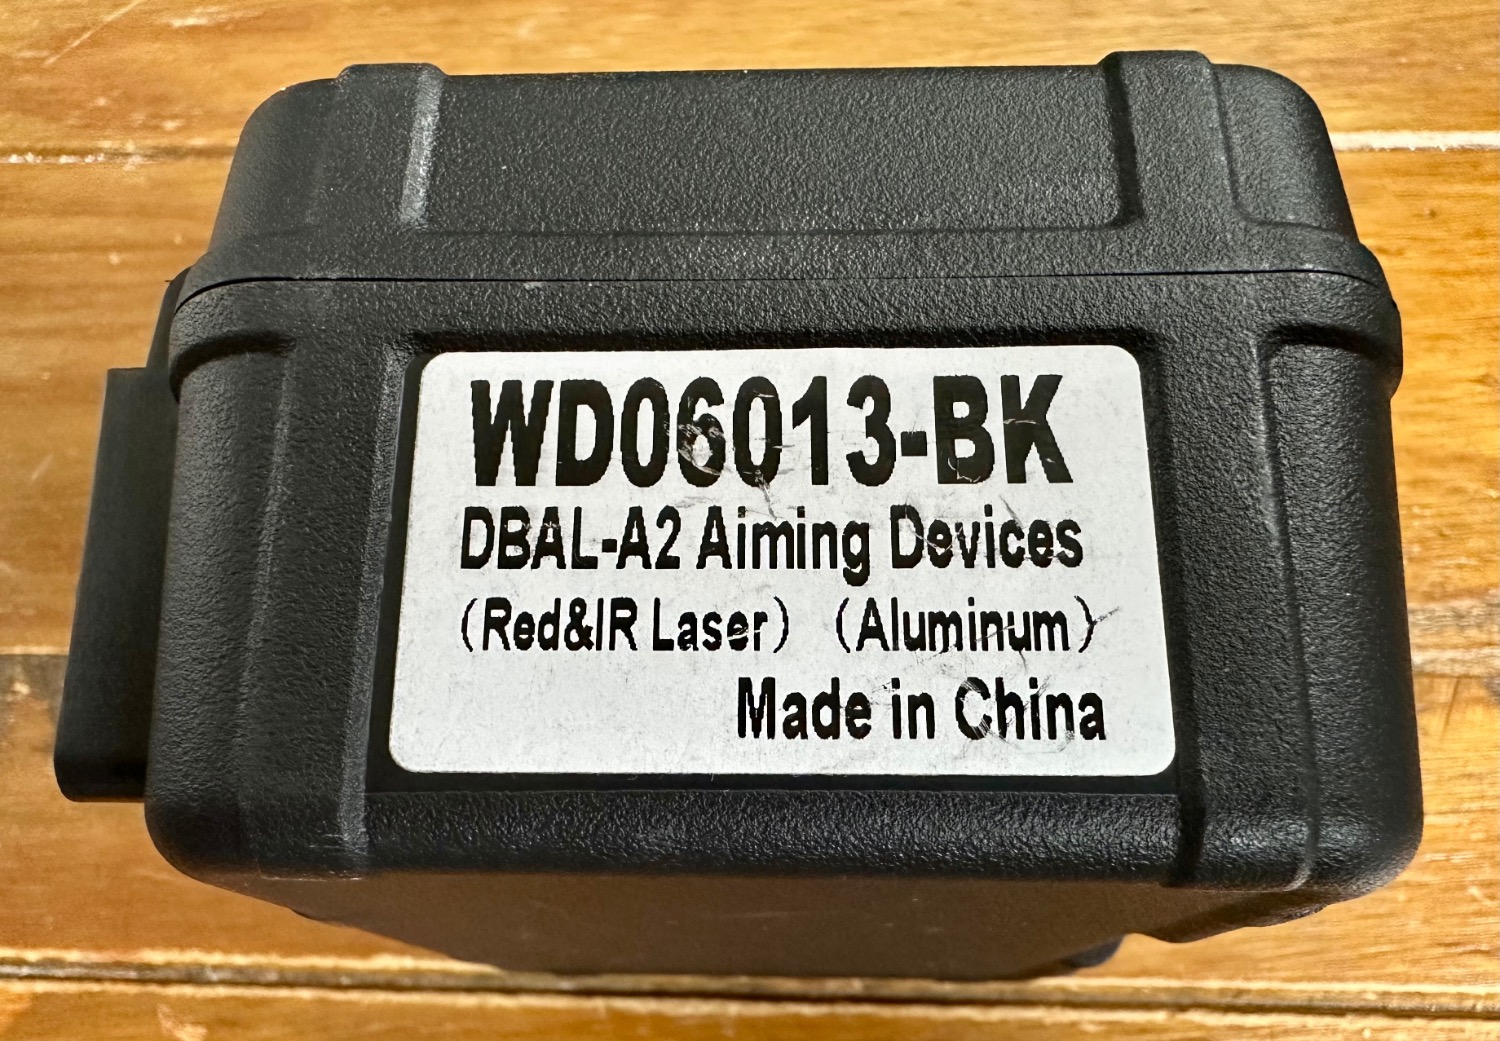 WD06013-BK
DBAL-A2 Aiming Devices
（Red&IR Laser）（Aluminum）
Made in China